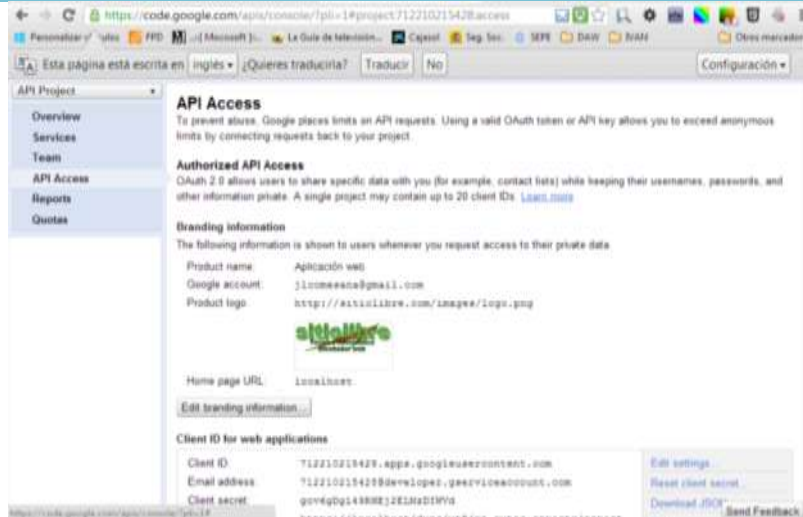 https://code.google.com/apis/console/?pli=1#project:712210215428:access
Esta página está escrita en inglés ¿Quieres traducirla? Traducir No Configuración
API Project
Overview
Services
Team
API Access
Reports
Quotas
API Access
To prevent abuse, Google places limits on API requests. Using a valid OAuth token or API key allows you to exceed anonymous
limits by connecting requests back to your project.
Authorized API Access
OAuth 2.0 allows users to share specific data with you (for example, contact lists) while keeping their usernames, passwords, and
other information private. A single project may contain up to 20 client IDs. Learn more
Branding information
The following information is shown to users whenever you request access to their private data
Product name: Aplicación web
Google account:
Product logo: http://sitiolibre.com/images/logo.png
sitiolibre
Home page URL: localhost
Edit branding information...
Client ID for web applications
Client ID: 712210215428.apps.googleusercontent.com
Edit settings...
Email address: 712210215428@developer.gserviceaccount.com
Reset client secret...
Client secret:
Download JSON
Send Feedback